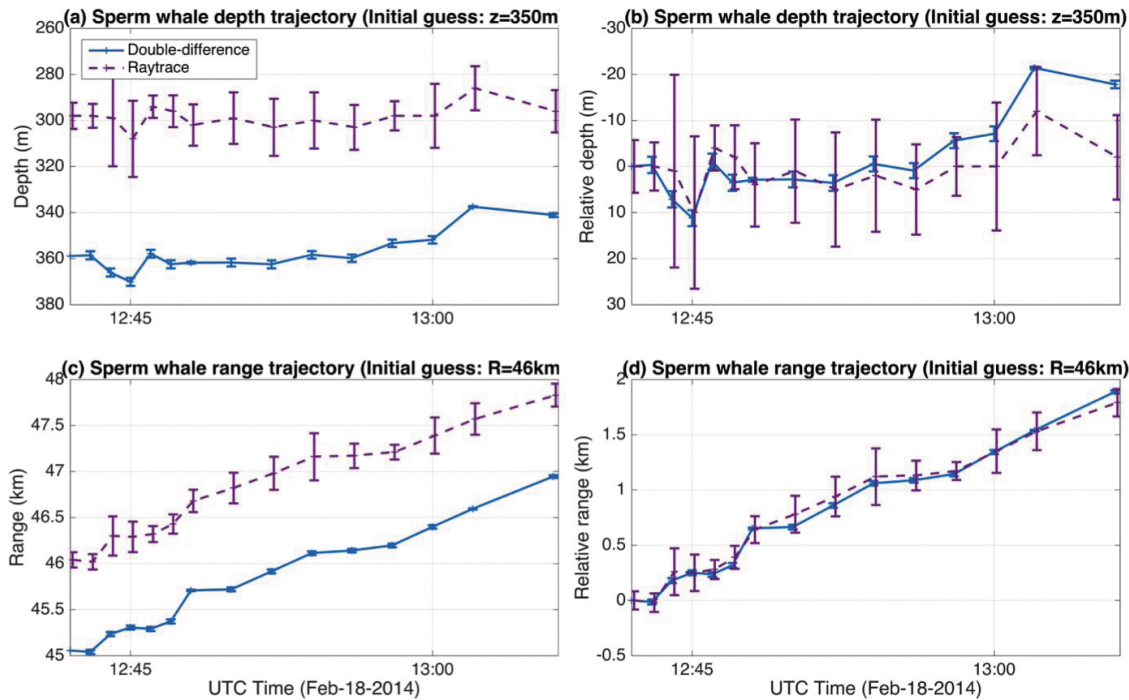 (a) Sperm whale depth trajectory (Initial guess: z=350m
260
280
300
320
340
360
380
Depth (m)
Double-difference
Raytrace
12:45
13:00
(b) Sperm whale depth trajectory (Initial guess: z=350m)
-30
-20
-10
0
10
20
30
Relative depth (m)
12:45
13:00
(c) Sperm whale range trajectory (Initial guess: R=46km
48
47.5
47
46.5
46
45.5
45
Range (km)
12:45
13:00
UTC Time (Feb-18-2014)
(d) Sperm whale range trajectory (Initial guess: R=46km)
2
1.5
1
0.5
0
-0.5
Relative range (km)
12:45
13:00
UTC Time (Feb-18-2014)